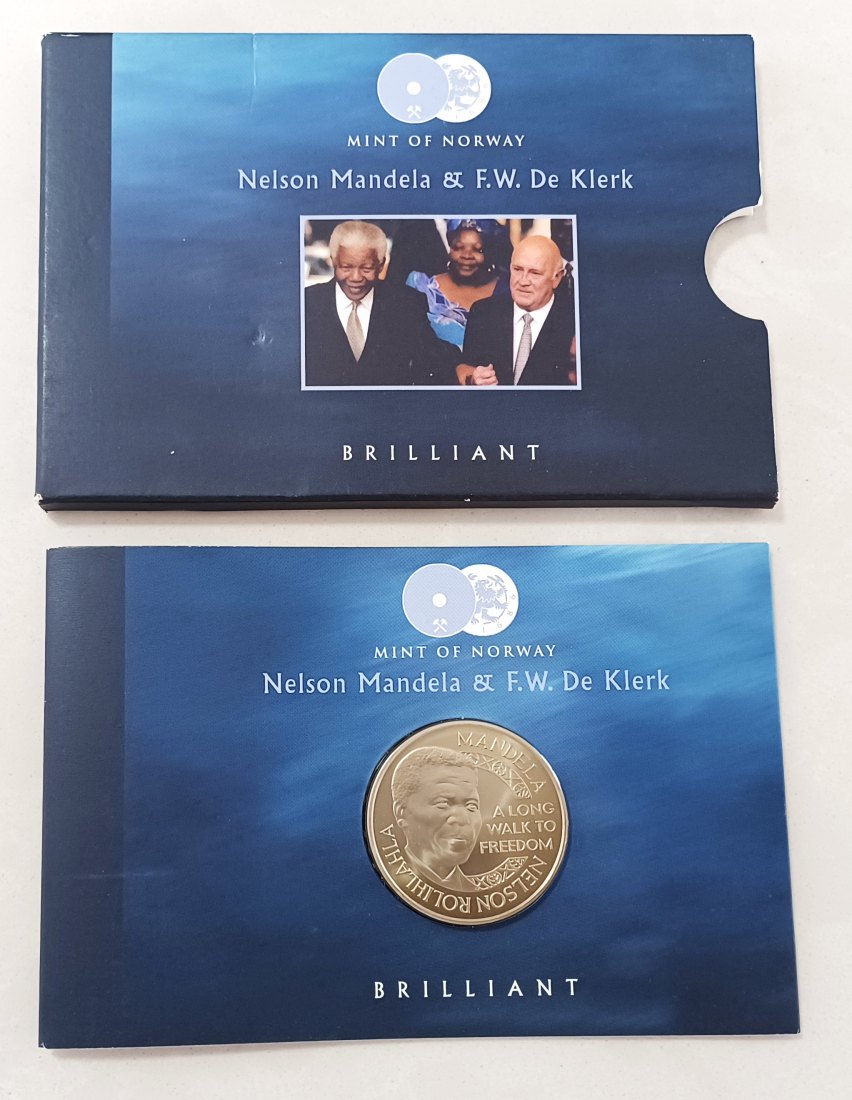 MINT OF NORWAY
Nelson Mandela & F.W. De Klerk
BRILLIANT
MINT OF NORWAY
Nelson Mandela & F.W. De Klerk
NELSON ROLIHLAHLA MANDELA
A LONG
WALK TO
FREEDOM
BRILLIANT